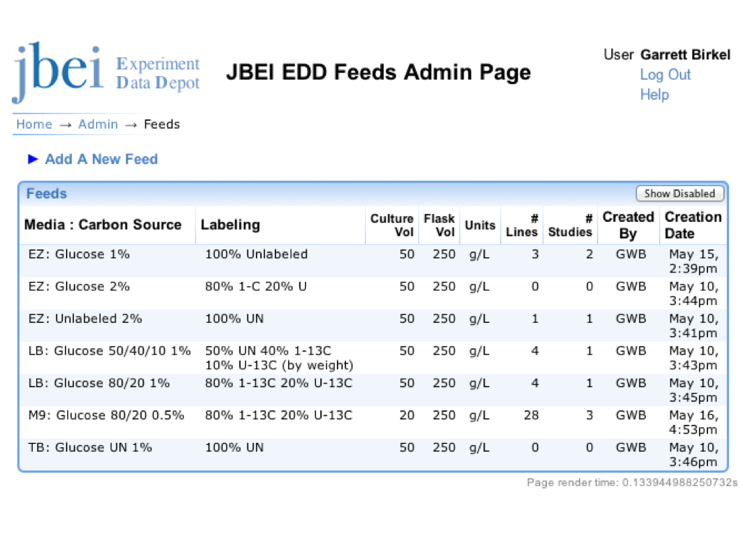 jbei Experiment Data Depot
JBEI EDD Feeds Admin Page
User Garrett Birkel
Log Out
Help
Home → Admin → Feeds
▶ Add A New Feed
Feeds Show Disabled
Media : Carbon Source Labeling Culture Vol Flask Vol Units # Lines # Studies Created By Creation Date
EZ: Glucose 1% 100% Unlabeled 50 250 g/L 3 2 GWB May 15, 2:39pm
EZ: Glucose 2% 80% 1-C 20% U 50 250 g/L 0 0 GWB May 10, 3:44pm
EZ: Unlabeled 2% 100% UN 50 250 g/L 1 1 GWB May 10, 3:41pm
LB: Glucose 50/40/10 1% 50% UN 40% 1-13C 10% U-13C (by weight) 50 250 g/L 4 1 GWB May 10, 3:43pm
LB: Glucose 80/20 1% 80% 1-13C 20% U-13C 50 250 g/L 4 1 GWB May 10, 3:45pm
M9: Glucose 80/20 0.5% 80% 1-13C 20% U-13C 20 250 g/L 28 3 GWB May 16, 4:53pm
TB: Glucose UN 1% 100% UN 50 250 g/L 0 0 GWB May 10, 3:46pm
Page render time: 0.133944988250732s